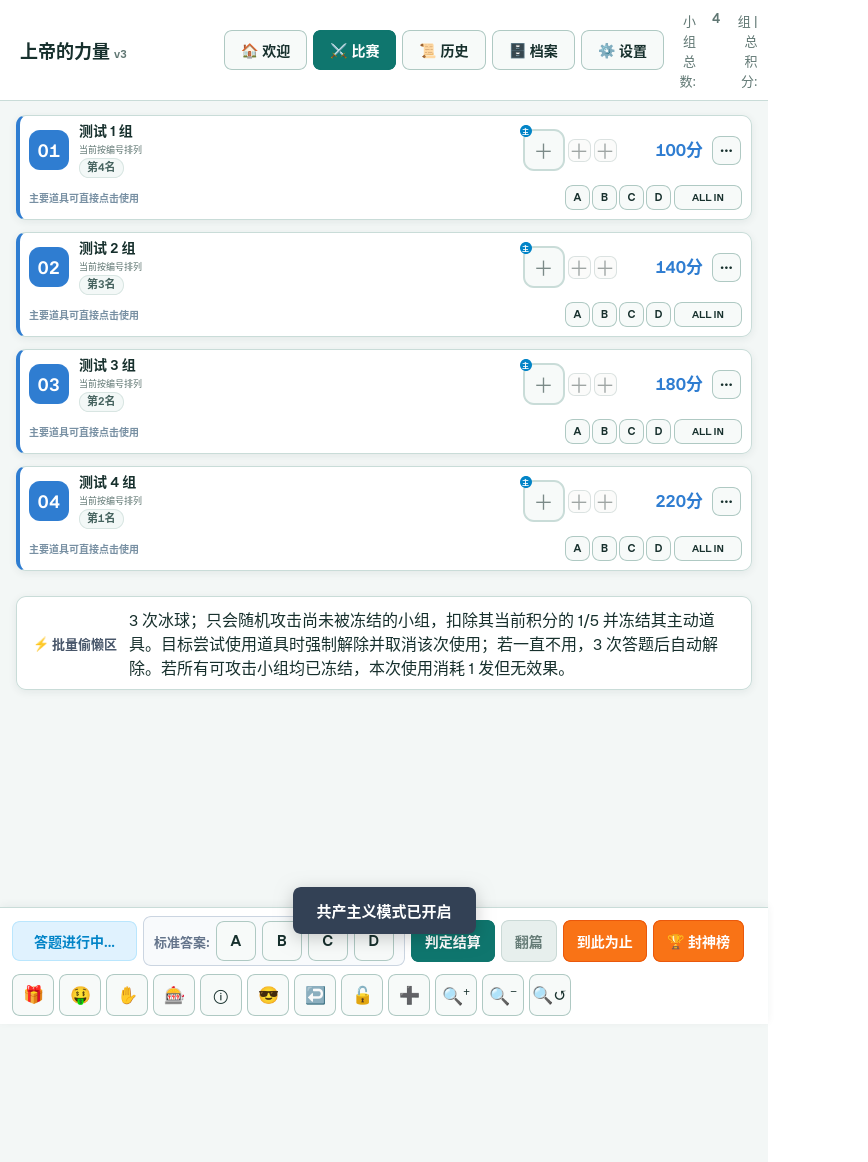 上帝的力量 v3
🏠 欢迎
⚔️ 比赛
📜 历史
🗄️ 档案
⚙️ 设置
小组总数:
4
组 |
总积分:
01
测试 1 组
当前按编号排列
第4名
主
100分
···
主要道具可直接点击使用
A B C D ALL IN
02
测试 2 组
当前按编号排列
第3名
主
140分
···
主要道具可直接点击使用
A B C D ALL IN
03
测试 3 组
当前按编号排列
第2名
主
180分
···
主要道具可直接点击使用
A B C D ALL IN
04
测试 4 组
当前按编号排列
第1名
主
220分
···
主要道具可直接点击使用
A B C D ALL IN
⚡ 批量偷懒区
3 次冰球；只会随机攻击尚未被冻结的小组，扣除其当前积分的 1/5 并冻结其主动道
具。目标尝试使用道具时强制解除并取消该次使用；若一直不用，3 次答题后自动解
除。若所有可攻击小组均已冻结，本次使用消耗 1 发但无效果。
共产主义模式已开启
答题进行中...
标准答案:
A B C D
判定结算
翻篇
到此为止
🏆 封神榜